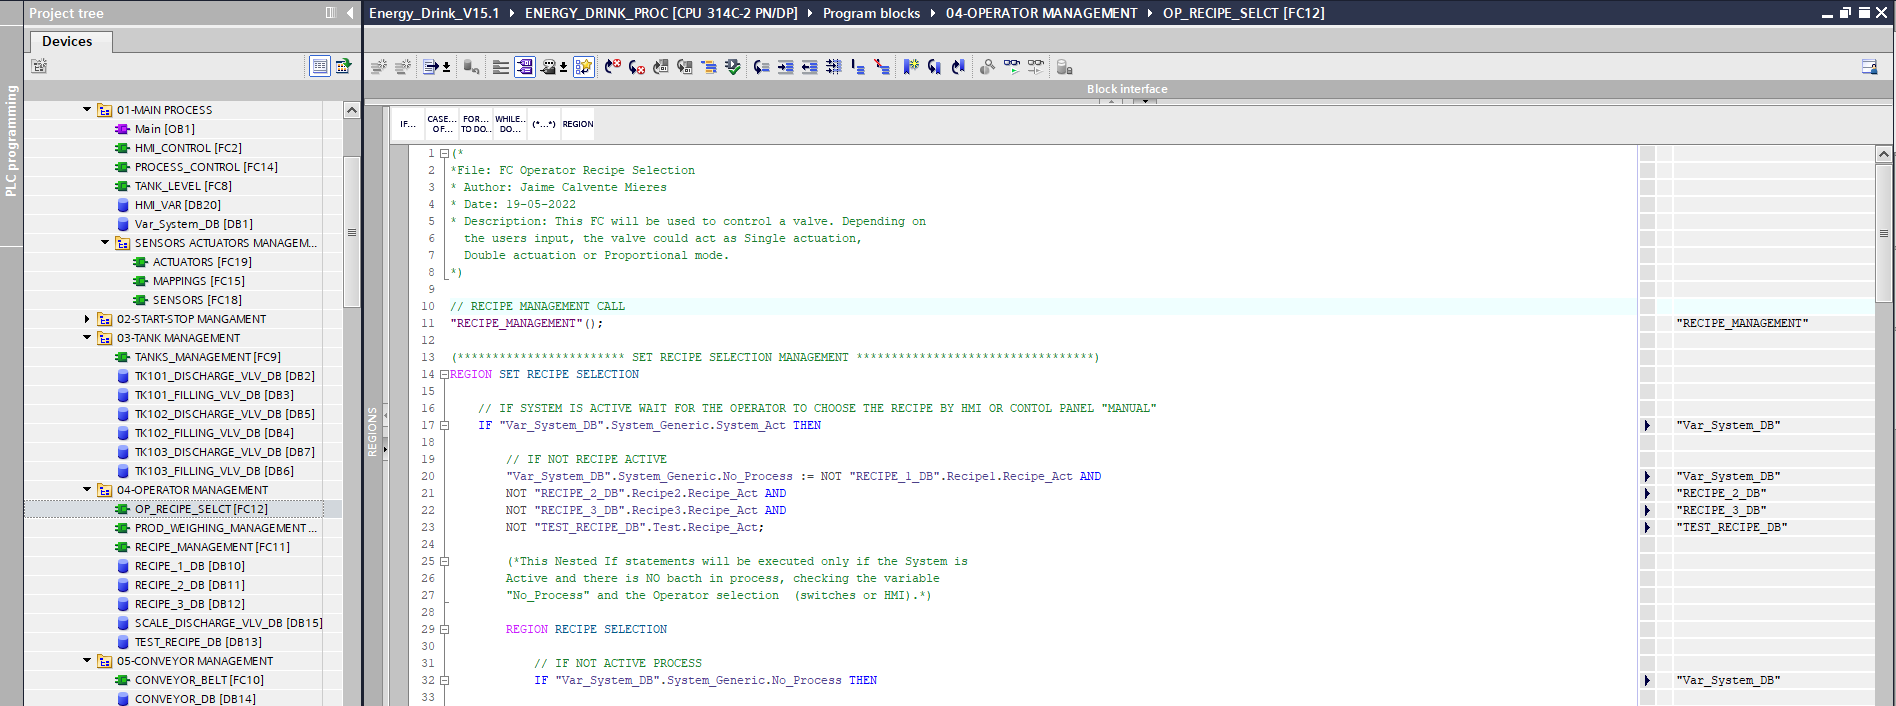 Project tree
Energy_Drink_V15.1 ENERGY_DRINK_PROC [CPU 314C-2 PN/DP] Program blocks 04-OPERATOR MANAGEMENT OP_RECIPE_SELCT [FC12]
Devices
PLC programming
01-MAIN PROCESS
Main [OB1]
HMI_CONTROL [FC2]
PROCESS_CONTROL [FC14]
TANK_LEVEL [FC8]
HMI_VAR [DB20]
Var_System_DB [DB1]
SENSORS ACTUATORS MANAGEM...
ACTUATORS [FC19]
MAPPINGS [FC15]
SENSORS [FC18]
02-START-STOP MANGAMENT
03-TANK MANAGEMENT
TANKS_MANAGEMENT [FC9]
TK101_DISCHARGE_VLV_DB [DB2]
TK101_FILLING_VLV_DB [DB3]
TK102_DISCHARGE_VLV_DB [DB5]
TK102_FILLING_VLV_DB [DB4]
TK103_DISCHARGE_VLV_DB [DB7]
TK103_FILLING_VLV_DB [DB6]
04-OPERATOR MANAGEMENT
OP_RECIPE_SELCT [FC12]
PROD_WEIGHING_MANAGEMENT ...
RECIPE_MANAGEMENT [FC11]
RECIPE_1_DB [DB10]
RECIPE_2_DB [DB11]
RECIPE_3_DB [DB12]
SCALE_DISCHARGE_VLV_DB [DB15]
TEST_RECIPE_DB [DB13]
05-CONVEYOR MANAGEMENT
CONVEYOR_BELT [FC10]
CONVEYOR_DB [DB14]
Block interface
IF... CASE... OF... FOR... TO DO... WHILE.. DO... (*...*) REGION
REGIONS
1 (*
2 *File: FC Operator Recipe Selection
3 * Author: Jaime Calvente Mieres
4 * Date: 19-05-2022
5 * Description: This FC will be used to control a valve. Depending on
6 the users input, the valve could act as Single actuation,
7 Double actuation or Proportional mode.
8 *)
9
10 // RECIPE MANAGEMENT CALL
11 "RECIPE_MANAGEMENT"(); "RECIPE_MANAGEMENT"
12
13 (************************ SET RECIPE SELECTION MANAGEMENT **********************************)
14 REGION SET RECIPE SELECTION
15
16 // IF SYSTEM IS ACTIVE WAIT FOR THE OPERATOR TO CHOOSE THE RECIPE BY HMI OR CONTOL PANEL "MANUAL"
17 IF "Var_System_DB".System_Generic.System_Act THEN "Var_System_DB"
18
19 // IF NOT RECIPE ACTIVE
20 "Var_System_DB".System_Generic.No_Process := NOT "RECIPE_1_DB".Recipe1.Recipe_Act AND "Var_System_DB"
21 NOT "RECIPE_2_DB".Recipe2.Recipe_Act AND "RECIPE_2_DB"
22 NOT "RECIPE_3_DB".Recipe3.Recipe_Act AND "RECIPE_3_DB"
23 NOT "TEST_RECIPE_DB".Test.Recipe_Act; "TEST_RECIPE_DB"
24
25 (*This Nested If statements will be executed only if the System is
26 Active and there is NO bacth in process, checking the variable
27 "No_Process" and the Operator selection (switches or HMI).*)
28
29 REGION RECIPE SELECTION
30
31 // IF NOT ACTIVE PROCESS
32 IF "Var_System_DB".System_Generic.No_Process THEN "Var_System_DB"
33